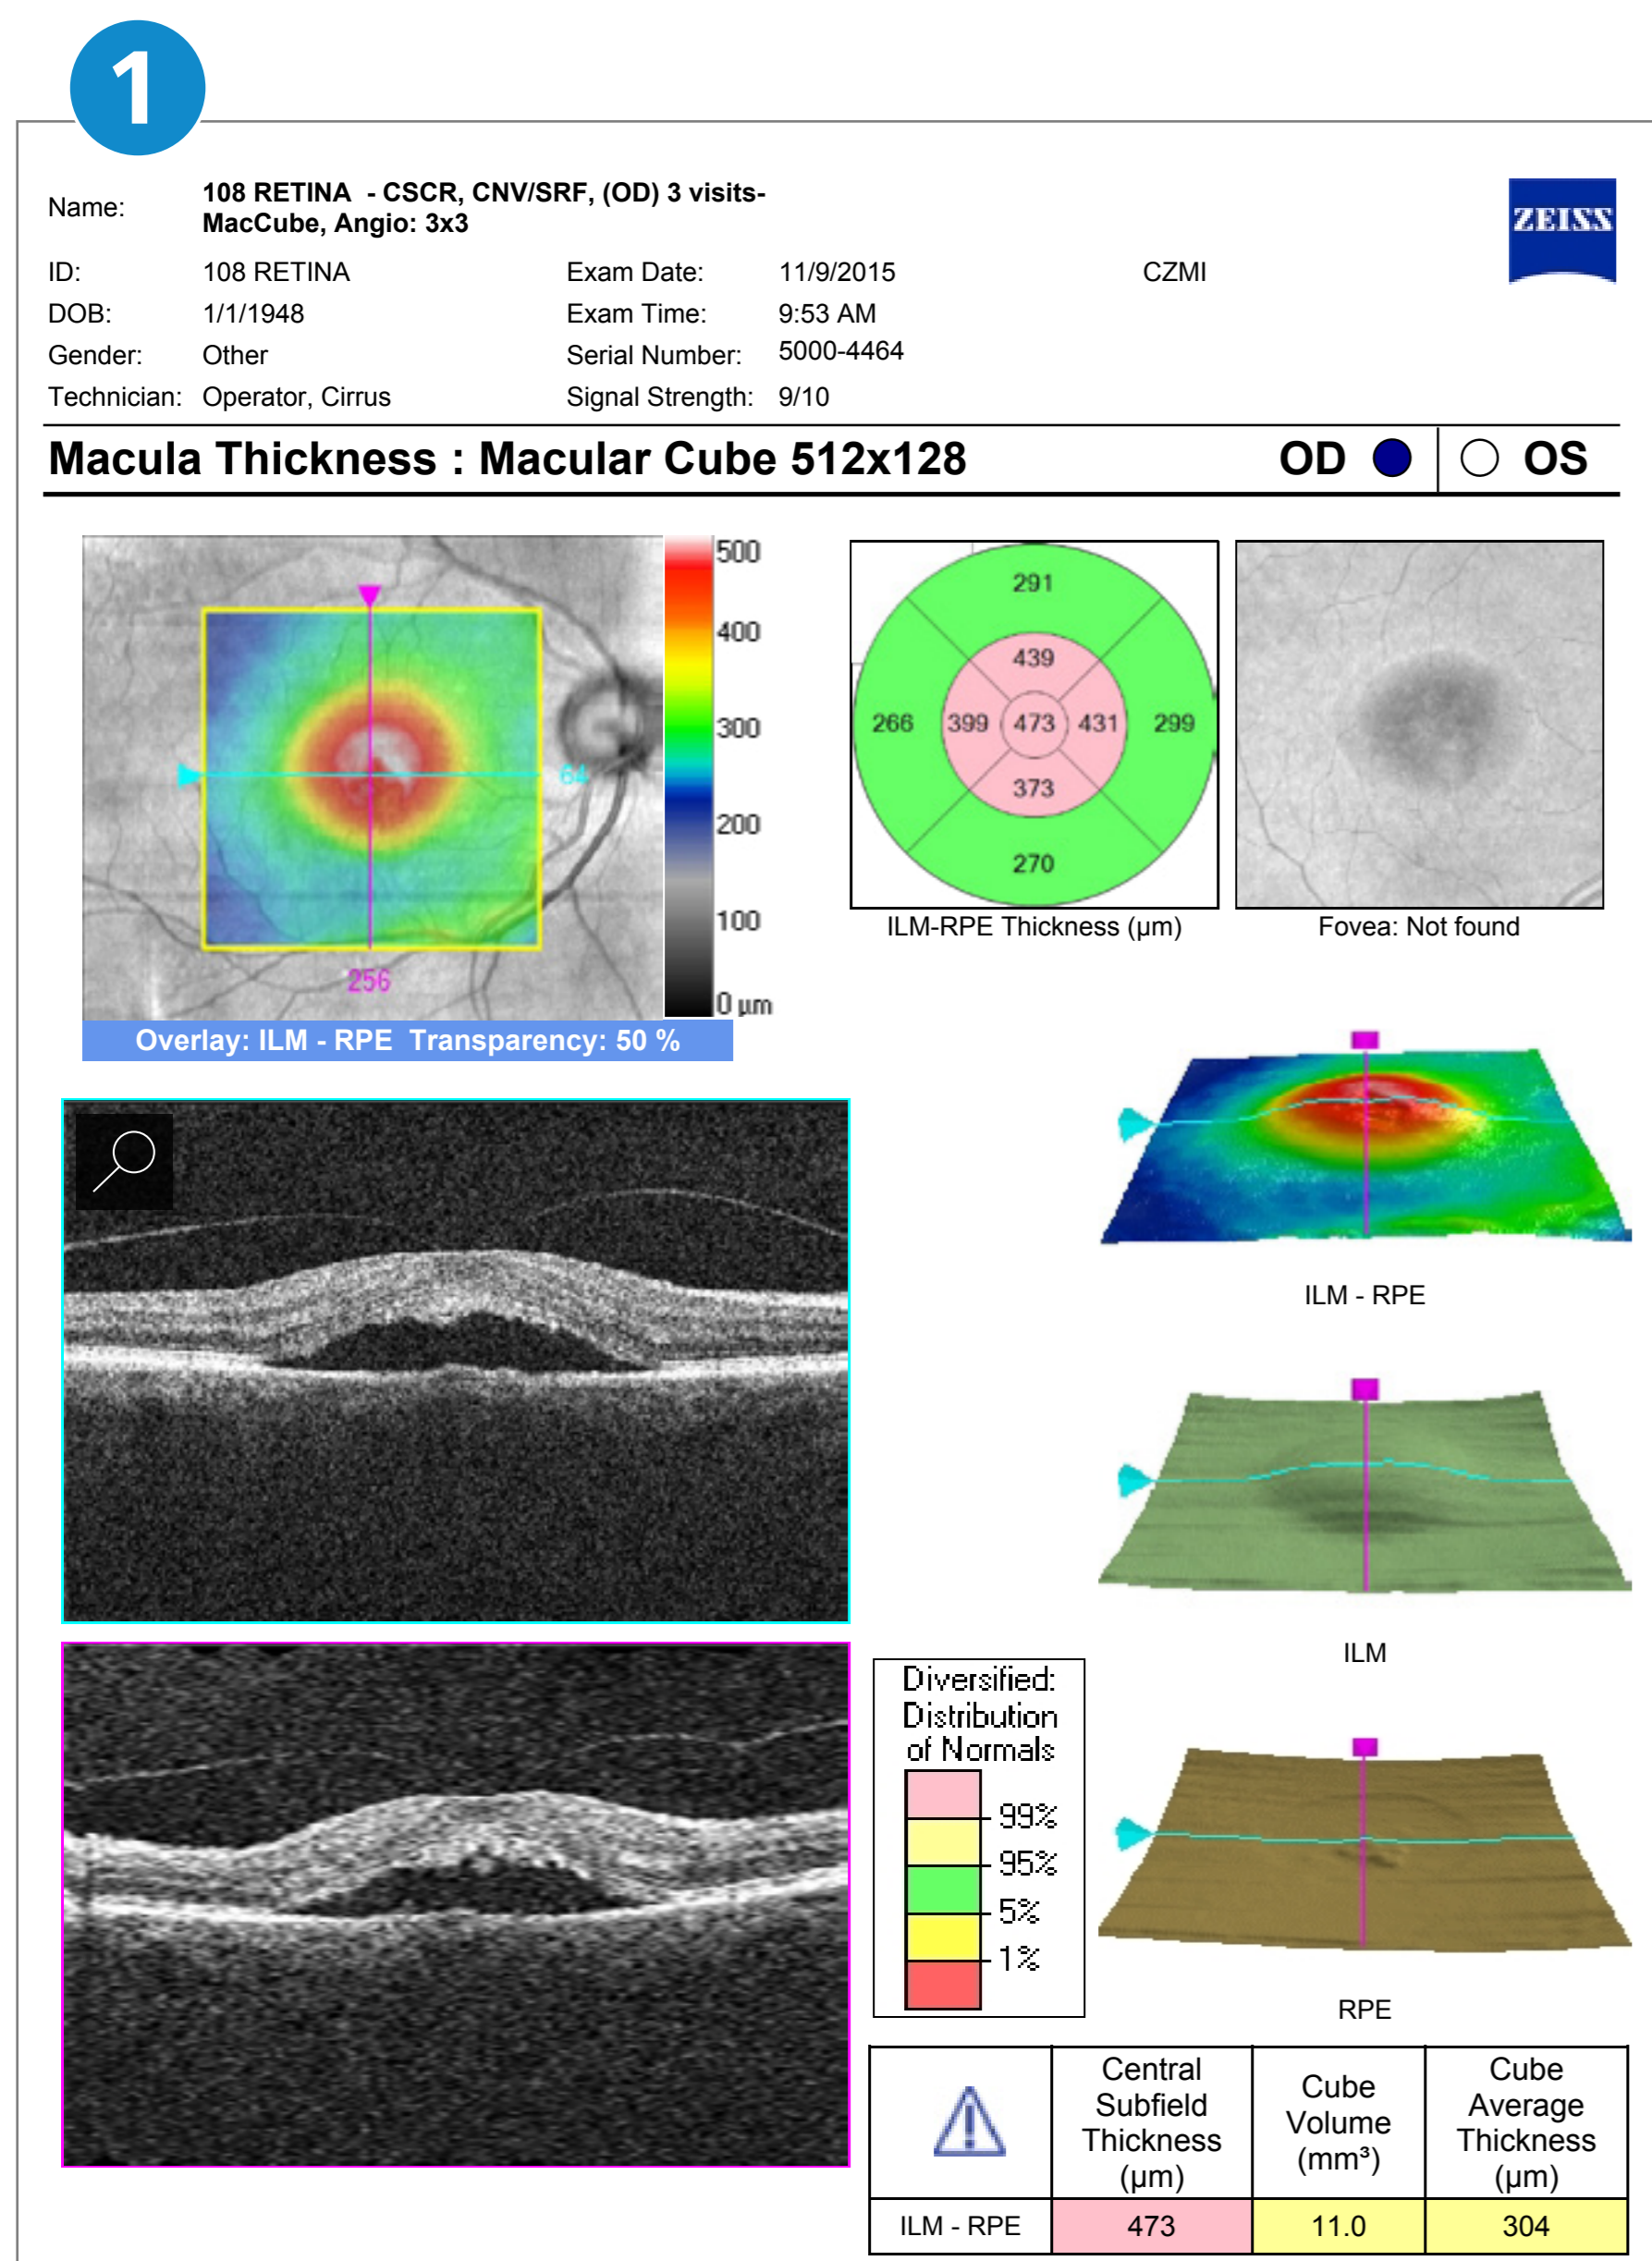 1
Name: 108 RETINA - CSCR, CNV/SRF, (OD) 3 visits-
MacCube, Angio: 3x3
ZEISS
ID: 108 RETINA Exam Date: 11/9/2015 CZMI
DOB: 1/1/1948 Exam Time: 9:53 AM
Gender: Other Serial Number: 5000-4464
Technician: Operator, Cirrus Signal Strength: 9/10
Macula Thickness : Macular Cube 512x128 OD OS
500
400
300
200
100
0 µm
64
256
Overlay: ILM - RPE Transparency: 50 %
291
439
266 399 473 431 299
373
270
ILM-RPE Thickness (µm)
Fovea: Not found
ILM - RPE
ILM
Diversified:
Distribution
of Normals
99%
95%
5%
1%
RPE
Central
Subfield
Thickness
(µm)
Cube
Volume
(mm³)
Cube
Average
Thickness
(µm)
ILM - RPE 473 11.0 304